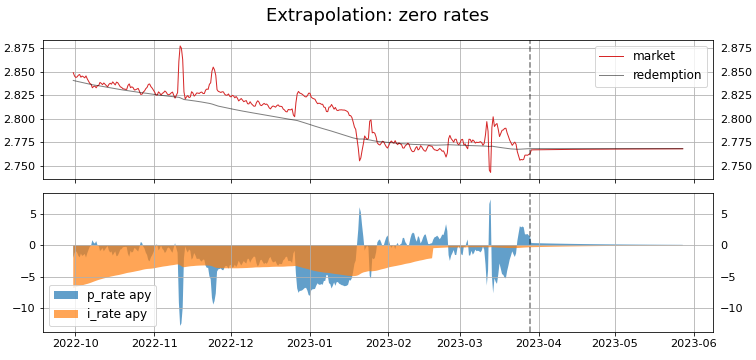 Extrapolation: zero rates
2.875 2.875
2.850 2.850
2.825 2.825
2.800 2.800
2.775 2.775
2.750 2.750
market
redemption
5 5
0 0
−5 −5
−10 −10
p_rate apy
i_rate apy
2022-10 2022-11 2022-12 2023-01 2023-02 2023-03 2023-04 2023-05 2023-06